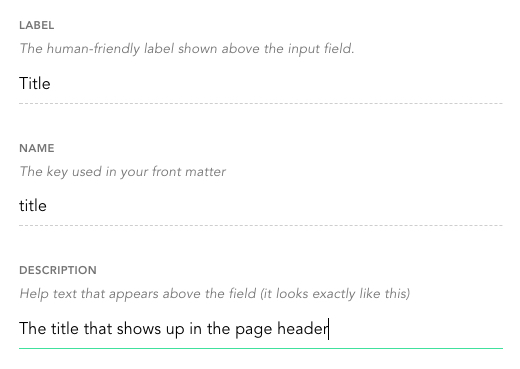 LABEL
The human-friendly label shown above the input field.
Title
NAME
The key used in your front matter
title
DESCRIPTION
Help text that appears above the field (it looks exactly like this)
The title that shows up in the page header